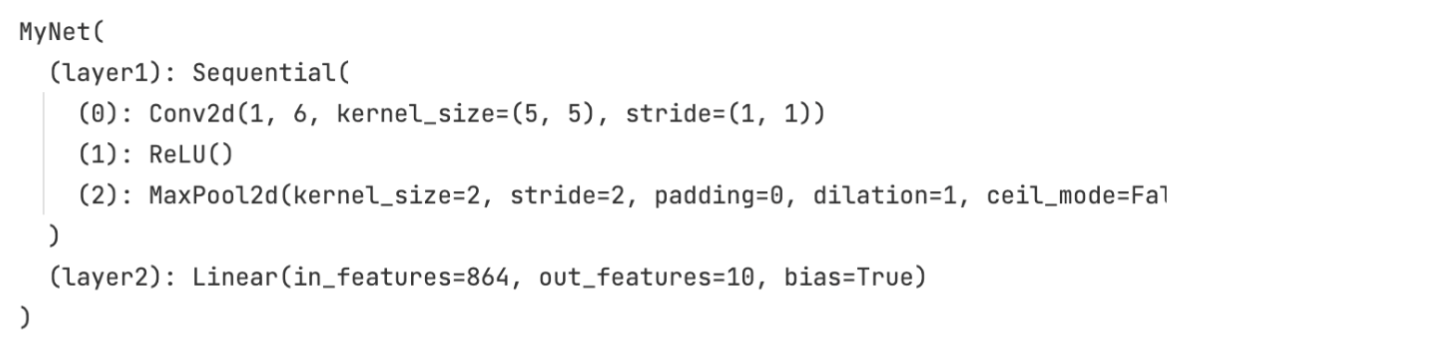 MyNet(
(layer1): Sequential(
(0): Conv2d(1, 6, kernel_size=(5, 5), stride=(1, 1))
(1): ReLU()
(2): MaxPool2d(kernel_size=2, stride=2, padding=0, dilation=1, ceil_mode=Fal
)
(layer2): Linear(in_features=864, out_features=10, bias=True)
)